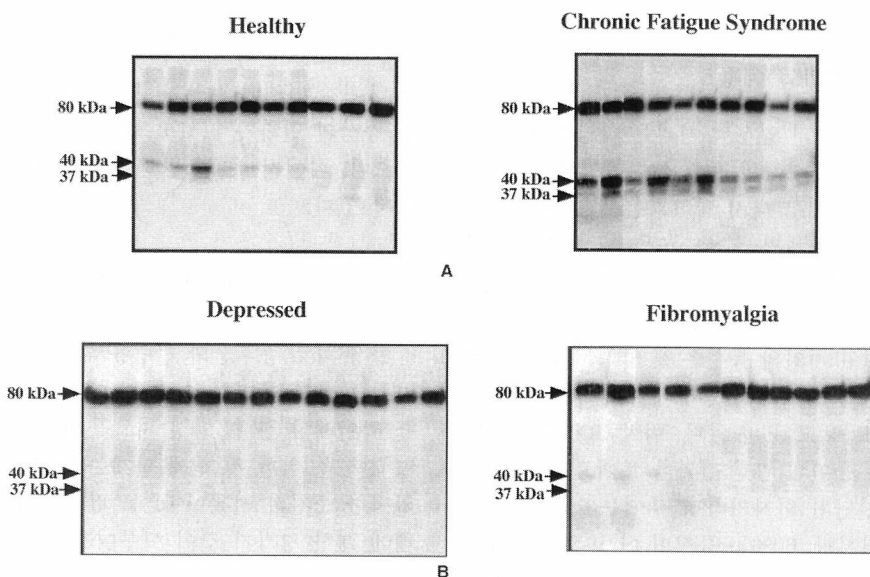 Healthy
Chronic Fatigue Syndrome
80 kDa
40 kDa
37 kDa
80 kDa
40 kDa
37 kDa
A
Depressed
Fibromyalgia
80 kDa
40 kDa
37 kDa
80 kDa
40 kDa
37 kDa
B